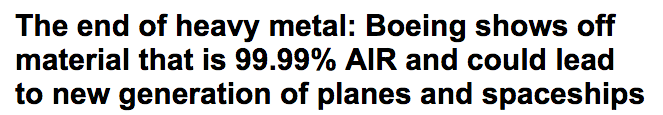 The end of heavy metal: Boeing shows off
material that is 99.99% AIR and could lead
to new generation of planes and spaceships